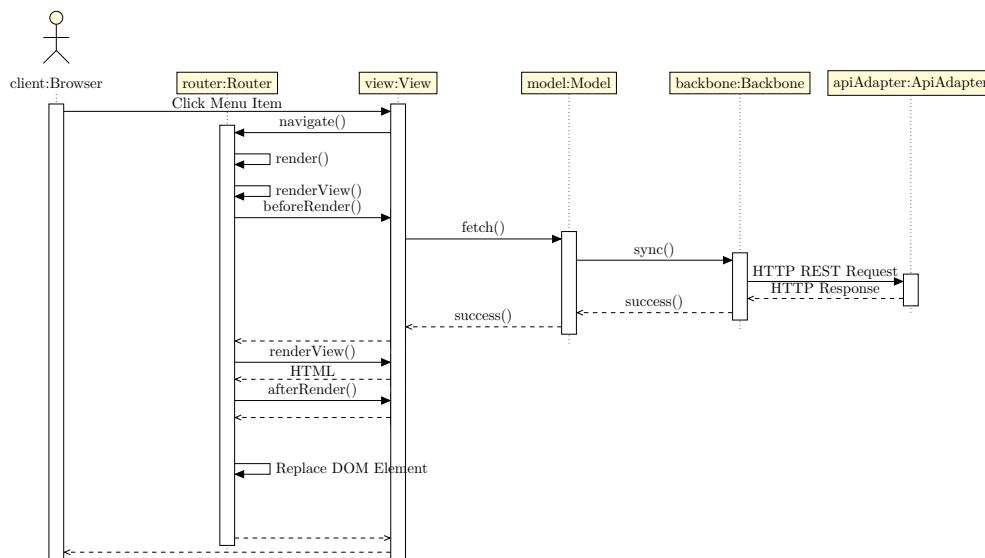 client:Browser
router:Router
view:View
model:Model
backbone:Backbone
apiAdapter:ApiAdapter
Click Menu Item
navigate()
render()
renderView()
beforeRender()
fetch()
sync()
HTTP REST Request
HTTP Response
success()
success()
renderView()
HTML
afterRender()
Replace DOM Element